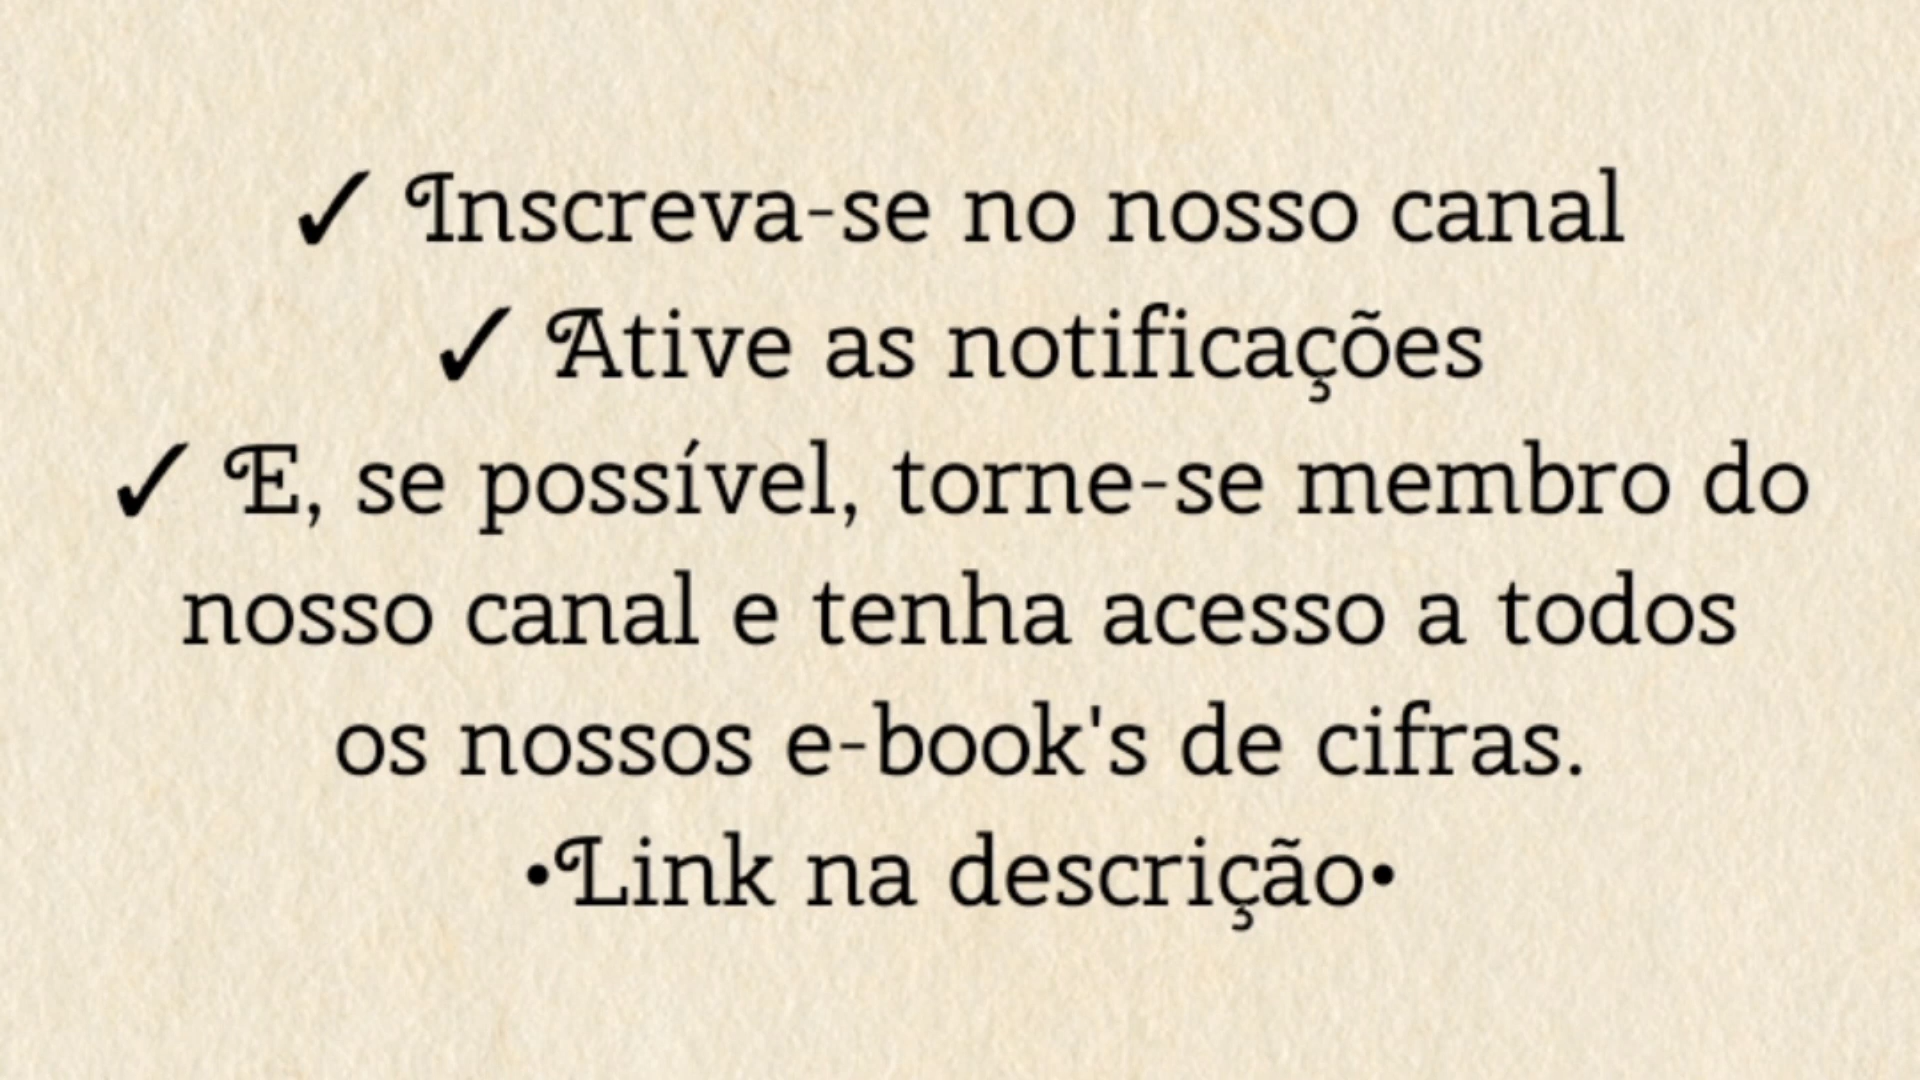 ✓ Inscreva-se no nosso canal
✓ Ative as notificações
✓ E, se possível, torne-se membro do
nosso canal e tenha acesso a todos
os nossos e-book's de cifras.
•Link na descrição•